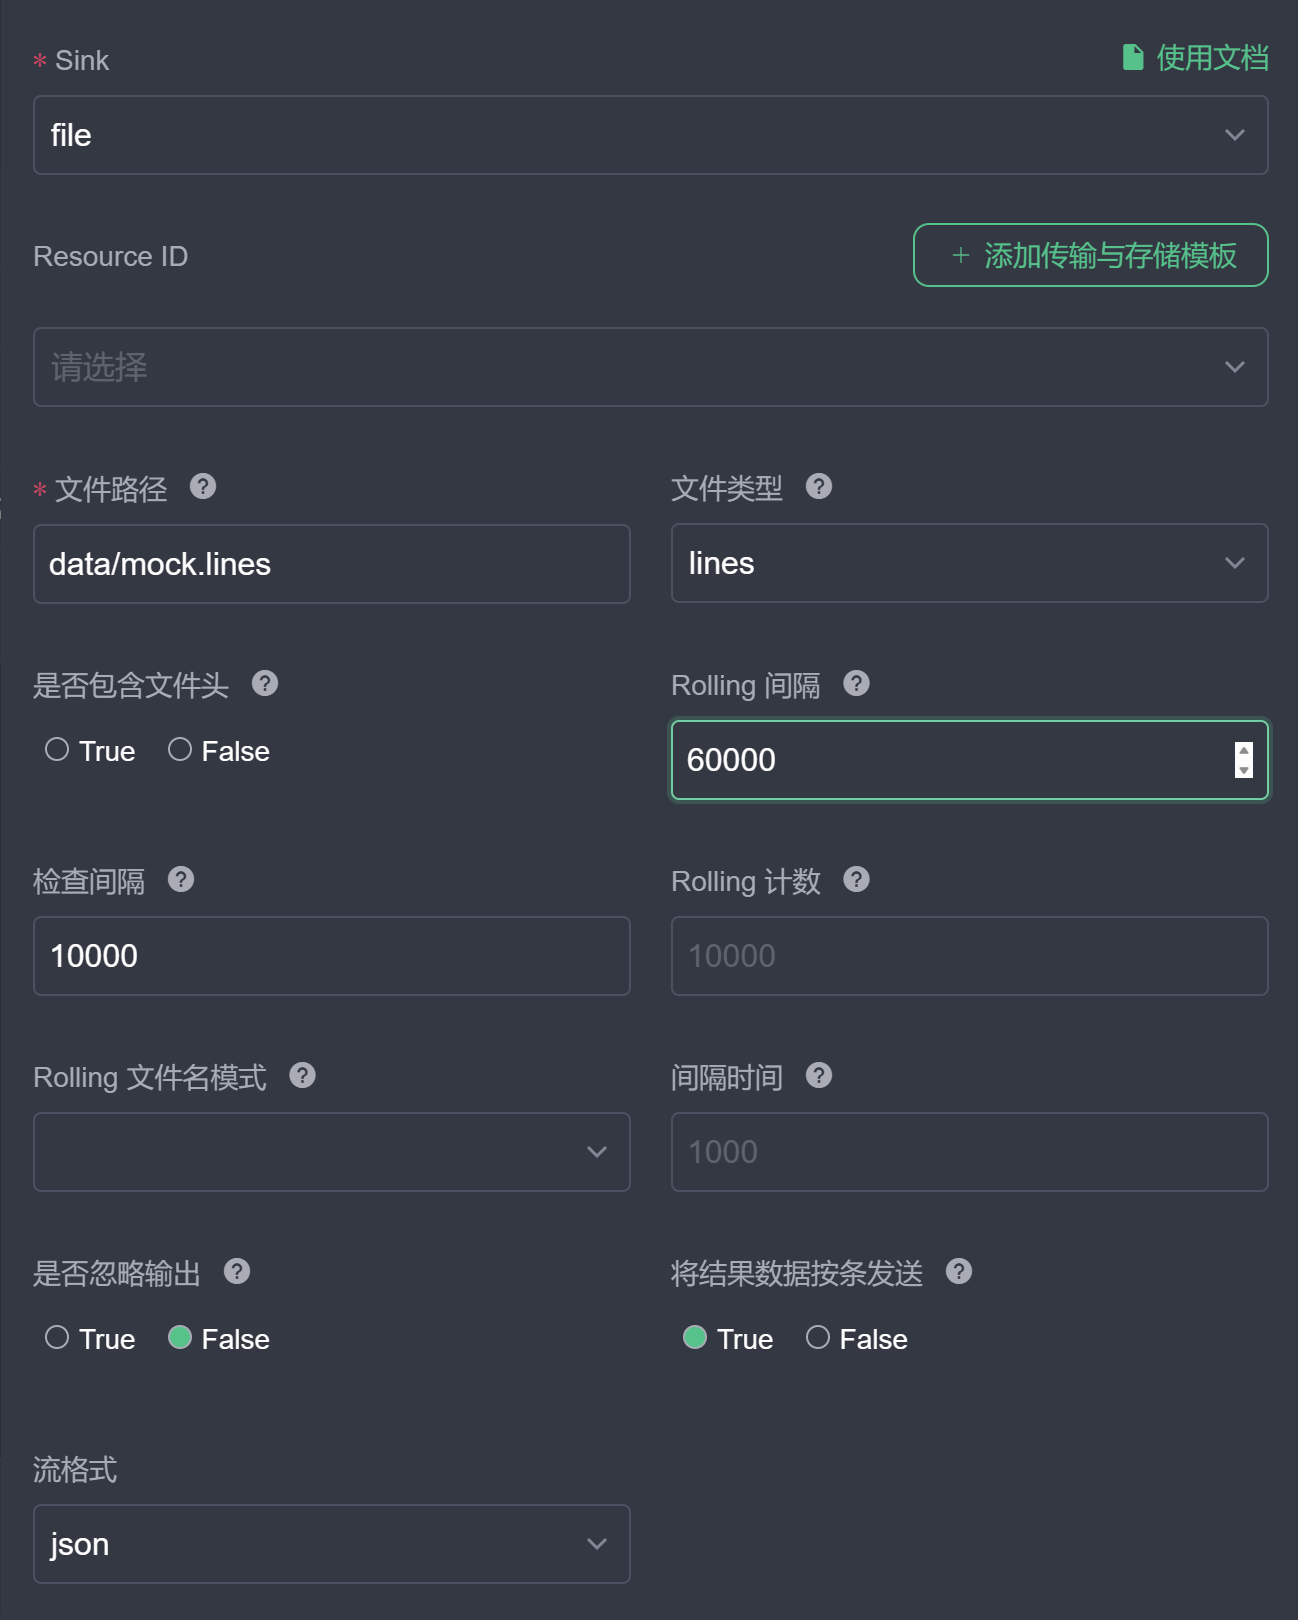 * Sink
使用文档
file
Resource ID
+ 添加传输与存储模板
请选择
* 文件路径 ?
文件类型 ?
data/mock.lines
lines
是否包含文件头 ?
Rolling 间隔 ?
True False
60000
检查间隔 ?
Rolling 计数 ?
10000
10000
Rolling 文件名模式 ?
间隔时间 ?
1000
是否忽略输出 ?
将结果数据按条发送 ?
True False
True False
流格式
json